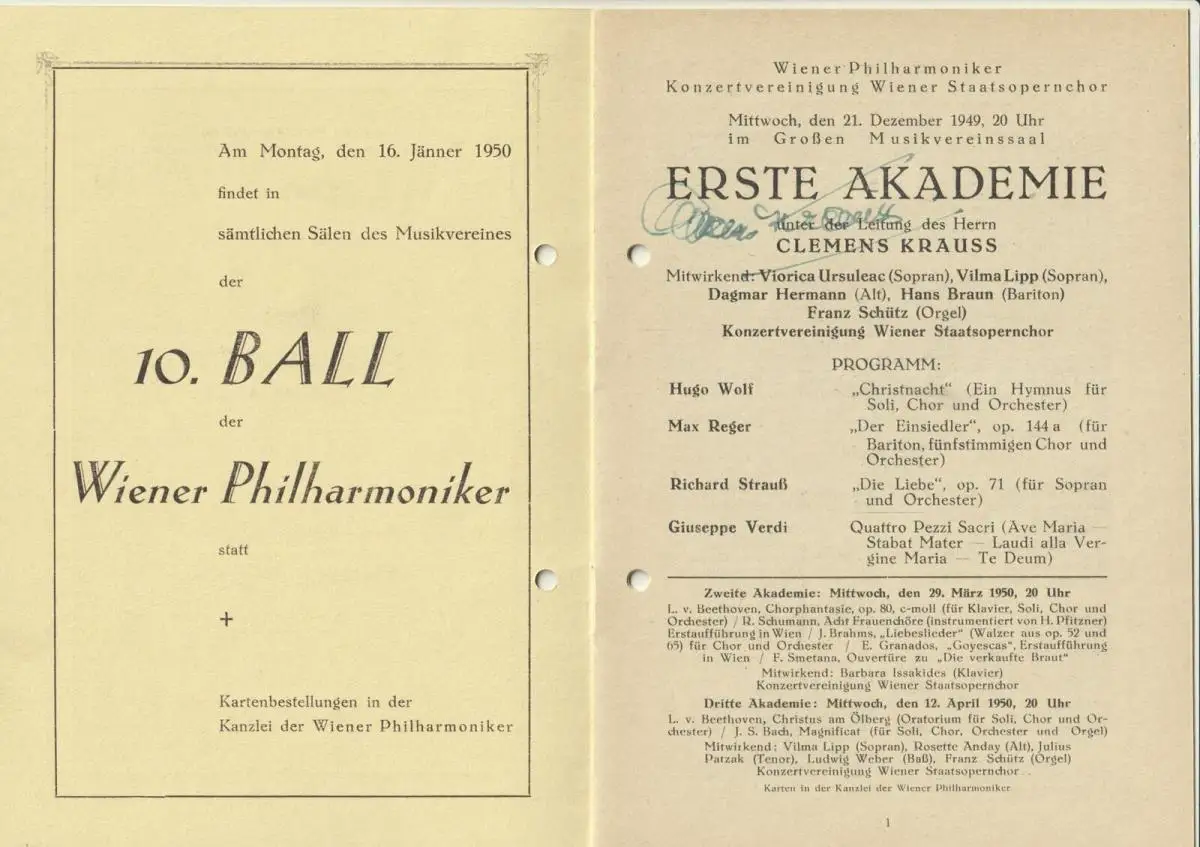 Am Montag, den 16. Jänner 1950
findet in
sämtlichen Sälen des Musikvereines
der
10. BALL
der
Wiener Philharmoniker
statt
+
Kartenbestellungen in der
Kanzlei der Wiener Philharmoniker
Wiener Philharmoniker
Konzertvereinigung Wiener Staatsopernchor
Mittwoch, den 21. Dezember 1949, 20 Uhr
im Großen Musikvereinssaal
ERSTE AKADEMIE
unter der Leitung des Herrn
CLEMENS KRAUSS
Mitwirkend: Viorica Ursuleac (Sopran), Vilma Lipp (Sopran),
Dagmar Hermann (Alt), Hans Braun (Bariton)
Franz Schütz (Orgel)
Konzertvereinigung Wiener Staatsopernchor
PROGRAMM:
Hugo Wolf „Christnacht“ (Ein Hymnus für
Soli, Chor und Orchester)
Max Reger „Der Einsiedler“, op. 144 a (für
Bariton, fünfstimmigen Chor und
Orchester)
Richard Strauß „Die Liebe“, op. 71 (für Sopran
und Orchester)
Giuseppe Verdi Quattro Pezzi Sacri (Ave Maria —
Stabat Mater — Laudi alla Ver-
gine Maria — Te Deum)
Zweite Akademie: Mittwoch, den 29. März 1950, 20 Uhr
L. v. Beethoven, Chorphantasie, op. 80, c-moll (für Klavier, Soli, Chor und
Orchester) / R. Schumann, Acht Frauenchöre (instrumentiert von H. Pfitzner)
Erstaufführung in Wien / J. Brahms, „Liebeslieder“ (Walzer aus op. 52 und
65) für Chor und Orchester / E. Granados, „Goyescas“, Erstaufführung
in Wien / F. Smetana, Ouvertüre zu „Die verkaufte Braut“
Mitwirkend: Barbara Issakides (Klavier)
Konzertvereinigung Wiener Staatsopernchor
Dritte Akademie: Mittwoch, den 12. April 1950, 20 Uhr
L. v. Beethoven, Christus am Ölberg (Oratorium für Soli, Chor und Or-
chester) / J. S. Bach, Magnificat (für Soli, Chor, Orchester und Orgel)
Mitwirkend: Vilma Lipp (Sopran), Rosette Anday (Alt), Julius
Patzak (Tenor), Ludwig Weber (Baß), Franz Schütz (Orgel)
Konzertvereinigung Wiener Staatsopernchor
Karten in der Kanzlei der Wiener Philharmoniker
1